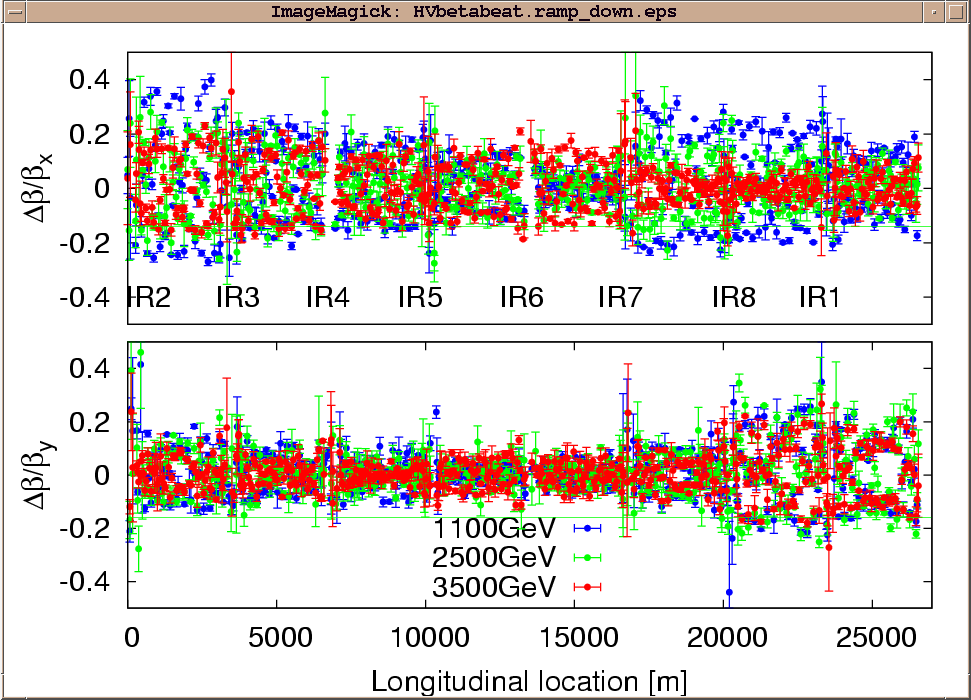 ImageMagick: HVbetabeat.ramp_down.eps
0.4
0.2
0
-0.2
-0.4
Δβ/βx
IR2 IR3 IR4 IR5 IR6 IR7 IR8 IR1
0.4
0.2
0
-0.2
-0.4
Δβ/βy
1100GeV
2500GeV
3500GeV
0 5000 10000 15000 20000 25000
Longitudinal location [m]